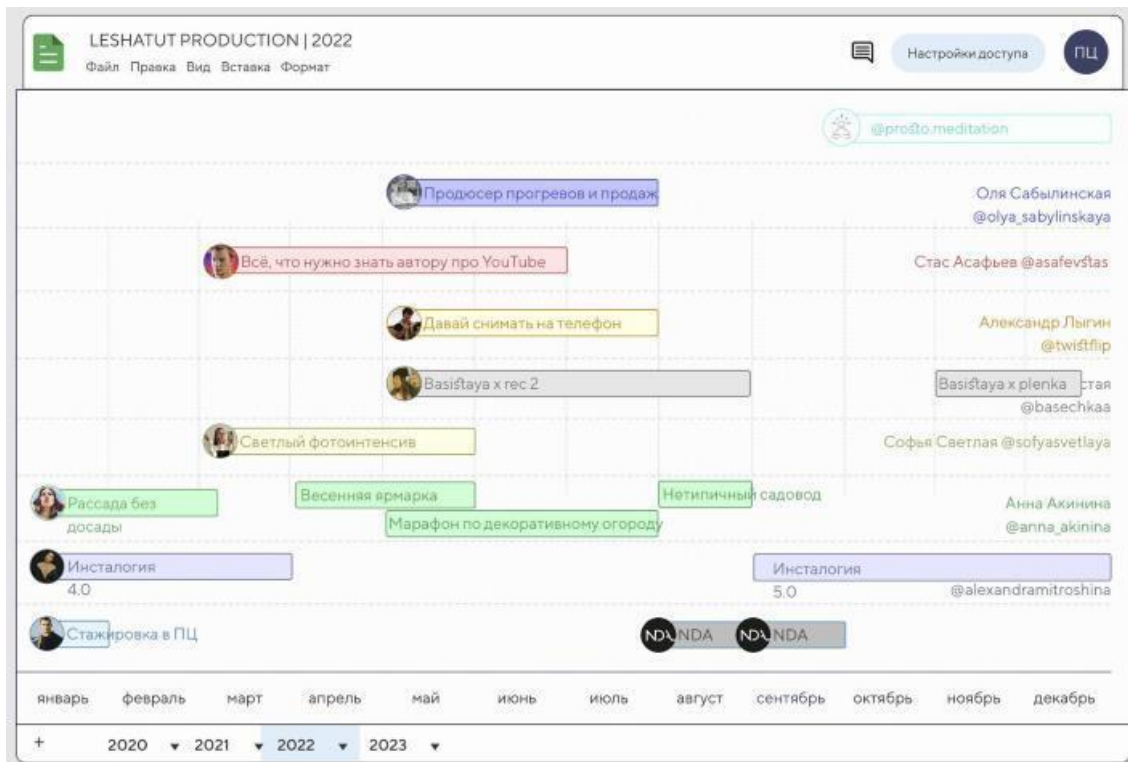 LESHATUT PRODUCTION | 2022
Файл Правка Вид Вставка Формат
Настройки доступа
ПЦ
@prosto.meditation
Продюсер прогревов и продаж
Оля Сабылинская
@olya_sabylinskaya
Всё, что нужно знать автору про YouTube
Стас Асафьев @asafevstas
Давай снимать на телефон
Александр Лыгин
@twistflip
Basistaya x rec 2
Basistaya x plenka
стая
@basechkaa
Светлый фотоинтенсив
Софья Светлая @sofyasvetlaya
Рассада без
досады
Весенняя ярмарка
Марафон по декоративному огороду
Нетипичный садовод
Анна Акинина
@anna_akinina
Инсталогия
4.0
Инсталогия
5.0
@alexandramitroshina
Стажировка в ПЦ
NDA NDA
NDA NDA
январь февраль март апрель май июнь июль август сентябрь октябрь ноябрь декабрь
+ 2020 2021 2022 2023